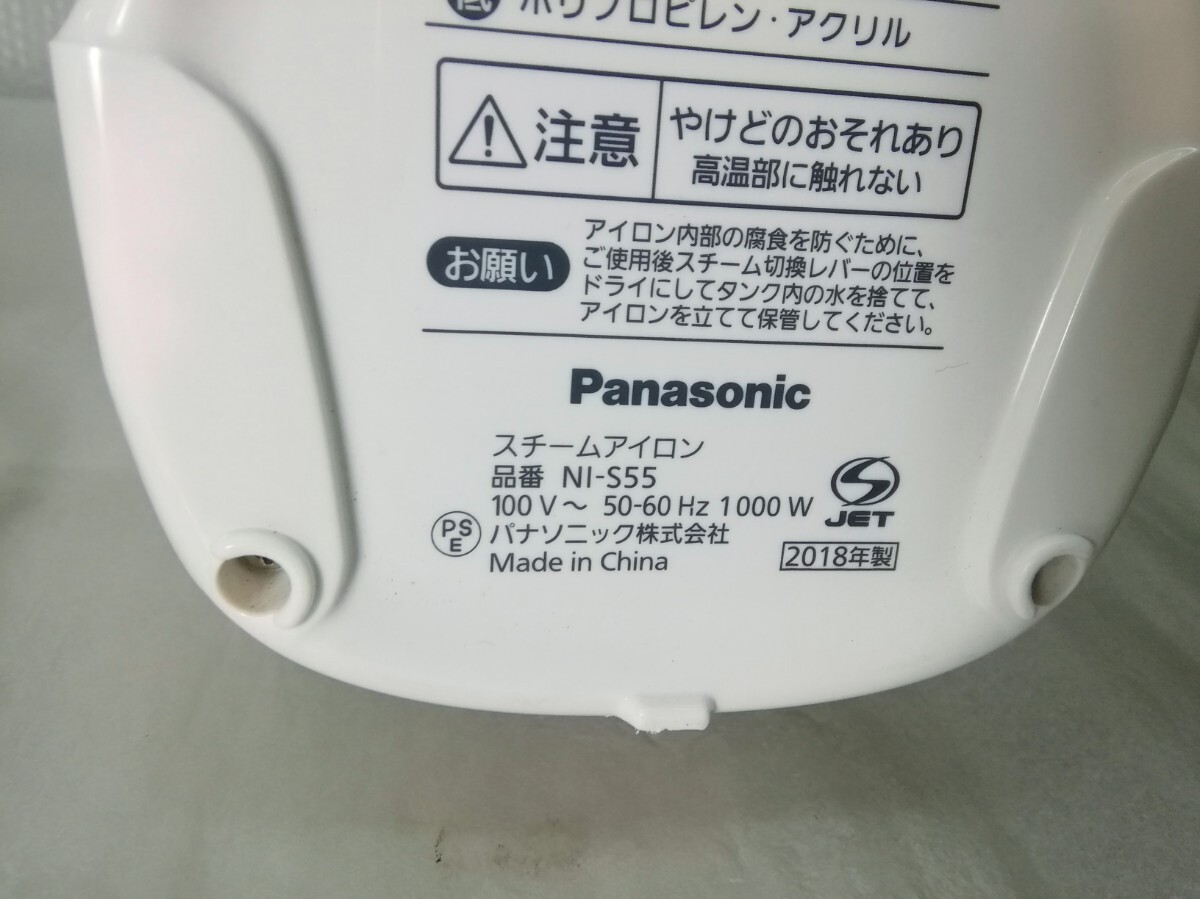 低 ポリプロピレン・アクリル
注意
やけどのおそれあり
高温部に触れない
お願い
アイロン内部の腐食を防ぐために、
ご使用後スチーム切換レバーの位置を
ドライにしてタンク内の水を捨てて、
アイロンを立てて保管してください。
Panasonic
スチームアイロン
品番 NI-S55
100 V～ 50-60 Hz 1000 W
PS
E
パナソニック株式会社
Made in China
S
JET
2018年製